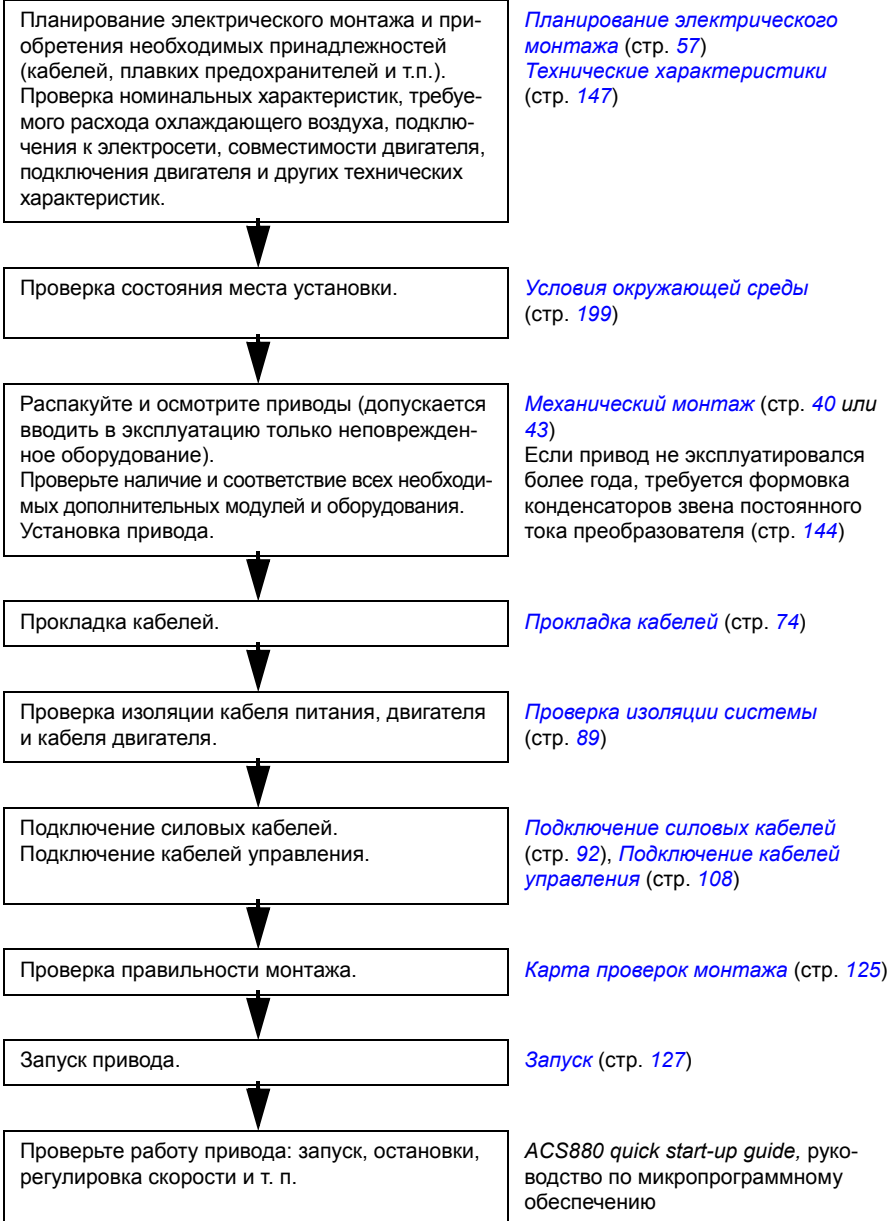 Планирование электрического монтажа и при-
обретения необходимых принадлежностей
(кабелей, плавких предохранителей и т.п.).
Проверка номинальных характеристик, требуе-
мого расхода охлаждающего воздуха, подклю-
чения к электросети, совместимости двигателя,
подключения двигателя и других технических
характеристик.
Планирование электрического
монтажа (стр. 57)
Технические характеристики
(стр. 147)
Проверка состояния места установки.
Условия окружающей среды
(стр. 199)
Распакуйте и осмотрите приводы (допускается
вводить в эксплуатацию только неповрежден-
ное оборудование).
Проверьте наличие и соответствие всех необходи-
мых дополнительных модулей и оборудования.
Установка привода.
Механический монтаж (стр. 40 или
43)
Если привод не эксплуатировался
более года, требуется формовка
конденсаторов звена постоянного
тока преобразователя (стр. 144)
Прокладка кабелей.
Прокладка кабелей (стр. 74)
Проверка изоляции кабеля питания, двигателя
и кабеля двигателя.
Проверка изоляции системы
(стр. 89)
Подключение силовых кабелей.
Подключение кабелей управления.
Подключение силовых кабелей
(стр. 92), Подключение кабелей
управления (стр. 108)
Проверка правильности монтажа.
Карта проверок монтажа (стр. 125)
Запуск привода.
Запуск (стр. 127)
Проверьте работу привода: запуск, остановки,
регулировка скорости и т. п.
ACS880 quick start-up guide, руко-
водство по микропрограммному
обеспечению